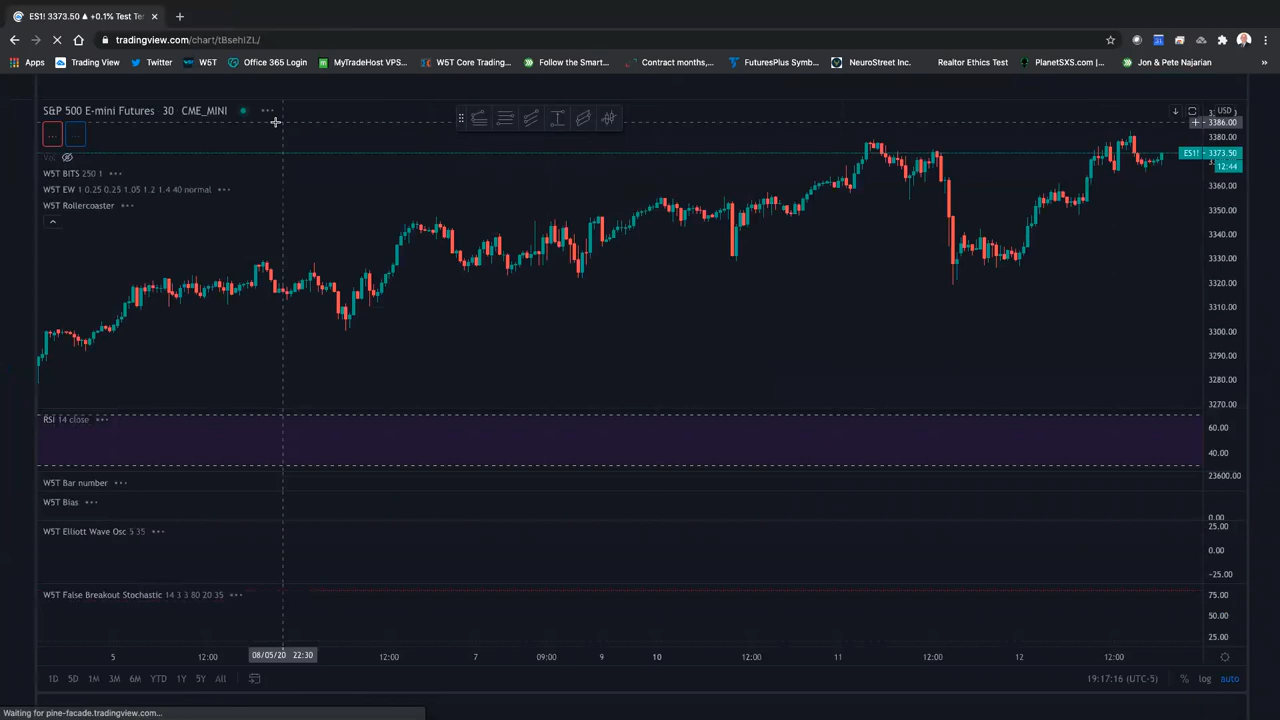 ES1! 3373.50 ▲ +0.1% Test Te
tradingview.com/chart/tBsehIZL/
Apps Trading View Twitter W5T Office 365 Login MyTradeHost VPS... W5T Core Trading... Follow the Smart... Contract months,... FuturesPlus Symb... NeuroStreet Inc. Realtor Ethics Test PlanetSXS.com (w... Jon & Pete Najarian »
S&P 500 E-mini Futures 30 CME_MINI
USD
3386.00
... ...
3380.00
Vol
ES1! 3373.50
12:44
W5T BITS 250 1
3360.00
W5T EW 1 0.25 0.25 1.05 1.2 1.4 40 normal
W5T Rollercoaster
3350.00
3340.00
3330.00
3320.00
3310.00
3300.00
3290.00
3280.00
3270.00
RSI 14 close
60.00
40.00
23600.00
W5T Bar number
W5T Bias
0.00
25.00
W5T Elliott Wave Osc 5 35
0.00
−25.00
W5T False Breakout Stochastic 14 3 3 80 20 35
75.00
50.00
25.00
5 12:00 08/05/20 22:30 12:00 7 09:00 9 10 12:00 11 12:00 12 12:00
1D 5D 1M 3M 6M YTD 1Y 5Y All
19:17:16 (UTC-5) % log auto
Waiting for pine-facade.tradingview.com...